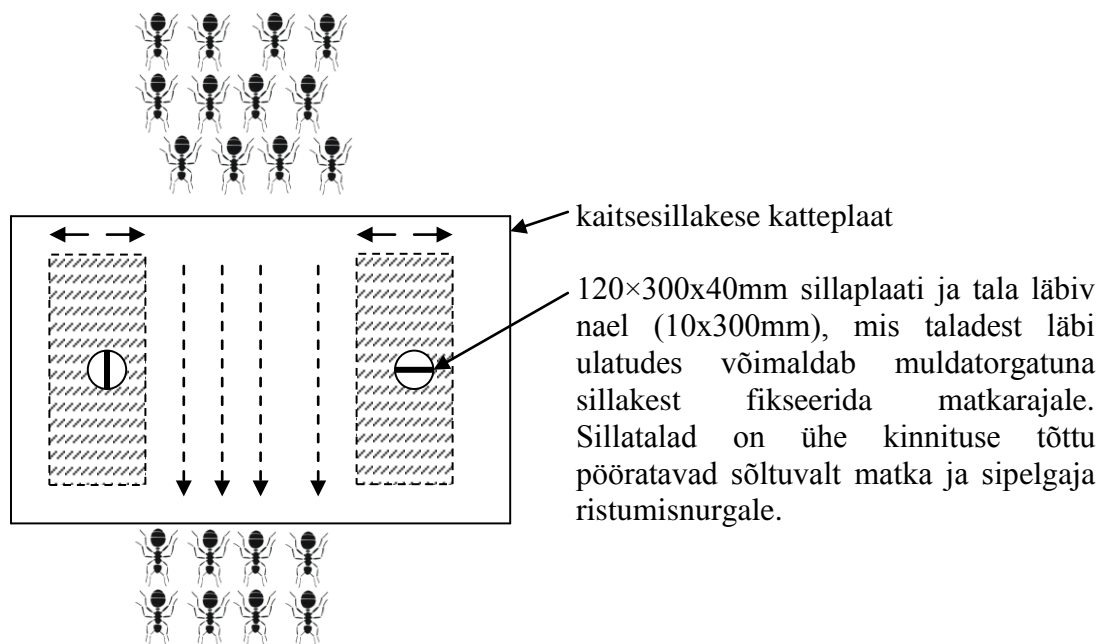 kaitsesillakese katteplaat
120×300x40mm sillaplaati ja tala läbiv
nael (10x300mm), mis taladest läbi
ulatudes võimaldab muldatorgatuna
sillakest fikseerida matkarajale.
Sillatalad on ühe kinnituse tõttu
pööratavad sõltuvalt matka ja sipelgaja
ristumisnurgale.